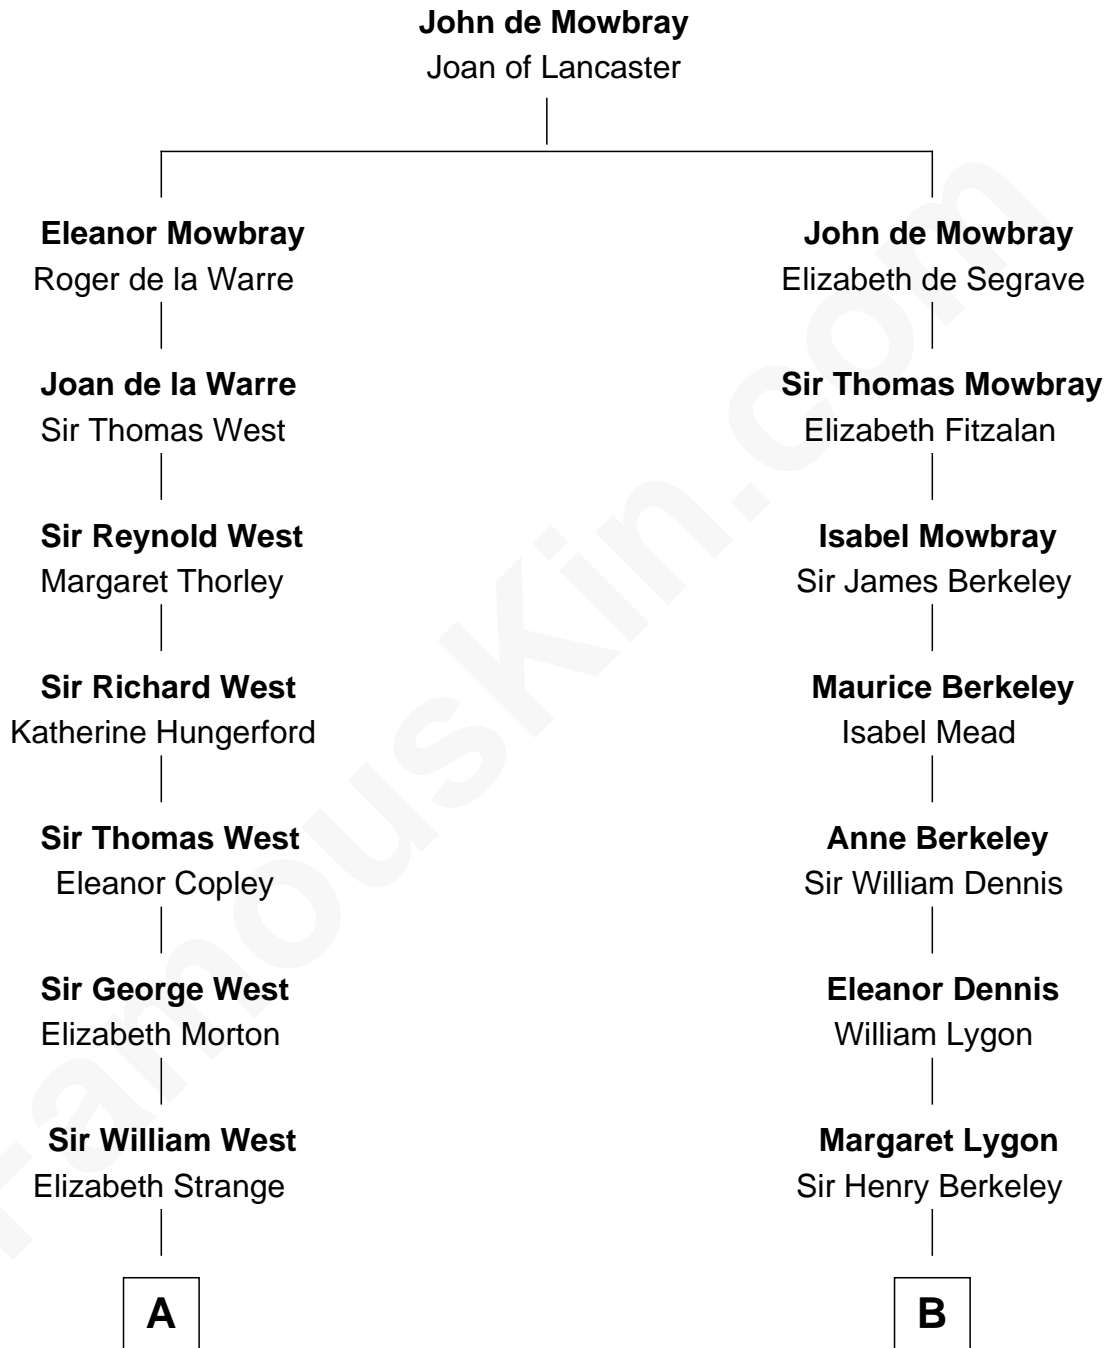 John de Mowbray
Joan of Lancaster
Eleanor Mowbray
Roger de la Warre
Joan de la Warre
Sir Thomas West
Sir Reynold West
Margaret Thorley
Sir Richard West
Katherine Hungerford
Sir Thomas West
Eleanor Copley
Sir George West
Elizabeth Morton
Sir William West
Elizabeth Strange
A
John de Mowbray
Elizabeth de Segrave
Sir Thomas Mowbray
Elizabeth Fitzalan
Isabel Mowbray
Sir James Berkeley
Maurice Berkeley
Isabel Mead
Anne Berkeley
Sir William Dennis
Eleanor Dennis
William Lygon
Margaret Lygon
Sir Henry Berkeley
B
FamousKin.com